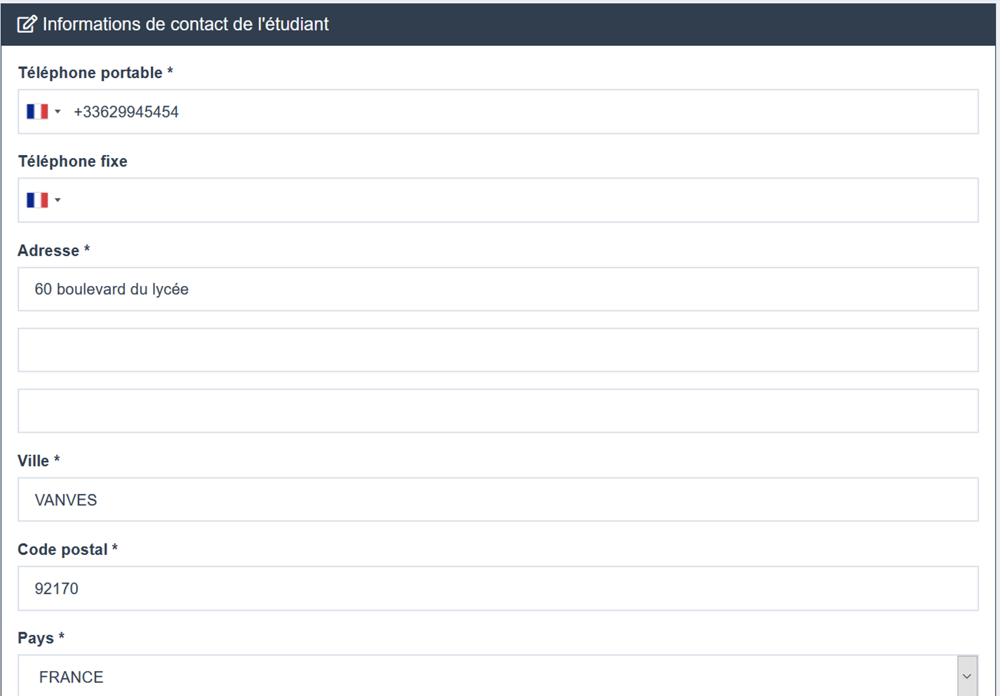 Informations de contact de l'étudiant
Téléphone portable *
+33629945454
Téléphone fixe
Adresse *
60 boulevard du lycée
Ville *
VANVES
Code postal *
92170
Pays *
FRANCE